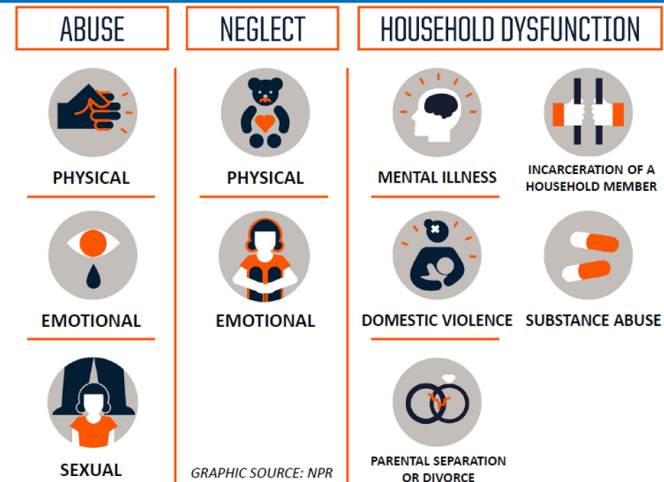 ABUSE
PHYSICAL
EMOTIONAL
SEXUAL
NEGLECT
PHYSICAL
EMOTIONAL
GRAPHIC SOURCE: NPR
HOUSEHOLD DYSFUNCTION
MENTAL ILLNESS
INCARCERATION OF A
HOUSEHOLD MEMBER
DOMESTIC VIOLENCE
SUBSTANCE ABUSE
PARENTAL SEPARATION
OR DIVORCE